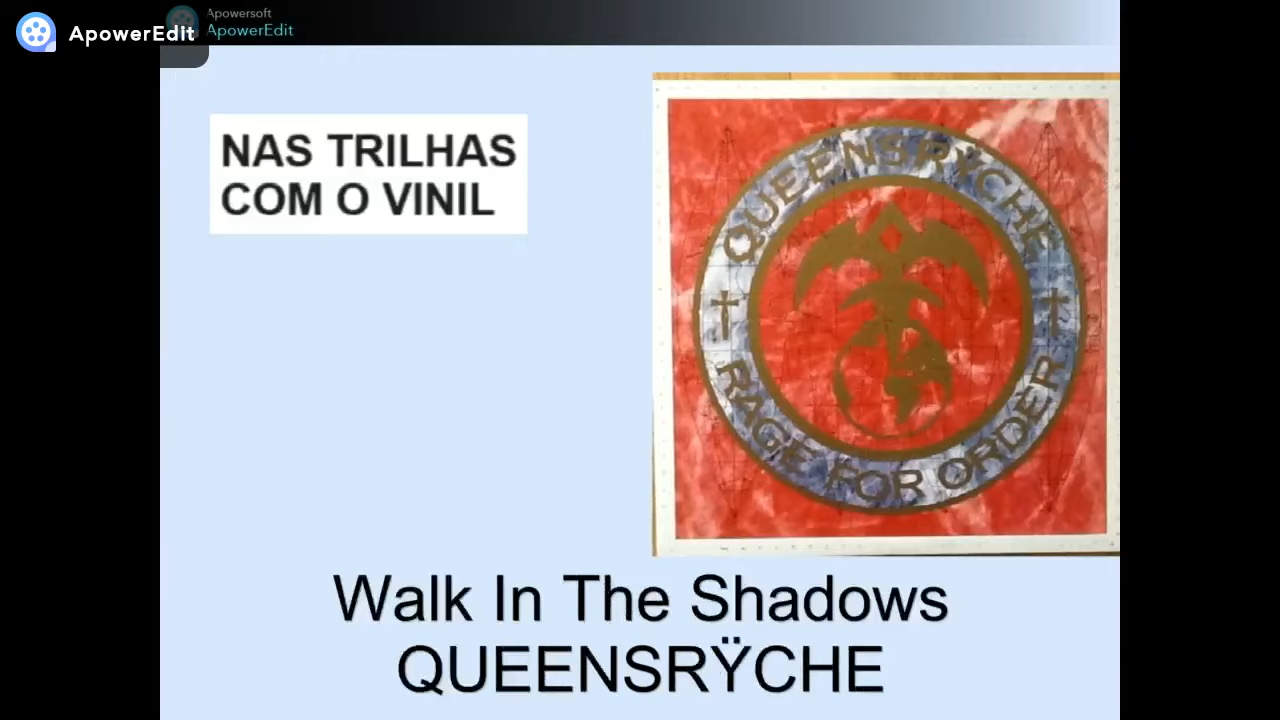 ApowerEdit
Apowersoft
ApowerEdit
NAS TRILHAS
COM O VINIL
QUEENSRŸCHE
RAGE FOR ORDER
Walk In The Shadows
QUEENSRŸCHE